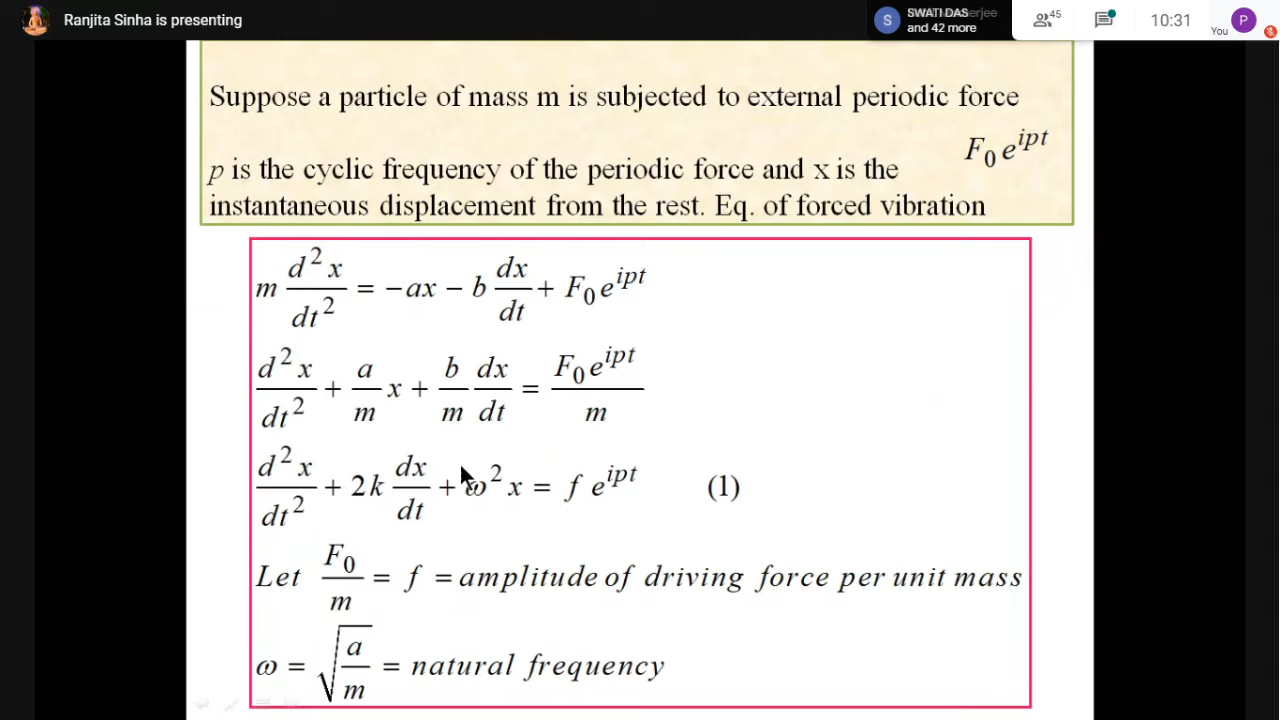 Ranjita Sinha is presenting
S
SWATI DAS
and 42 more
45
10:31
You
P
Suppose a particle of mass m is subjected to external periodic force
F₀ e^{ipt}
p is the cyclic frequency of the periodic force and x is the
instantaneous displacement from the rest. Eq. of forced vibration
m d²x/dt² = −ax − b dx/dt + F₀ e^{ipt}
d²x/dt² + a/m x + b/m dx/dt = F₀ e^{ipt}/m
d²x/dt² + 2k dx/dt + ω² x = f e^{ipt} (1)
Let F₀/m = f = amplitude of driving force per unit mass
ω = √(a/m) = natural frequency